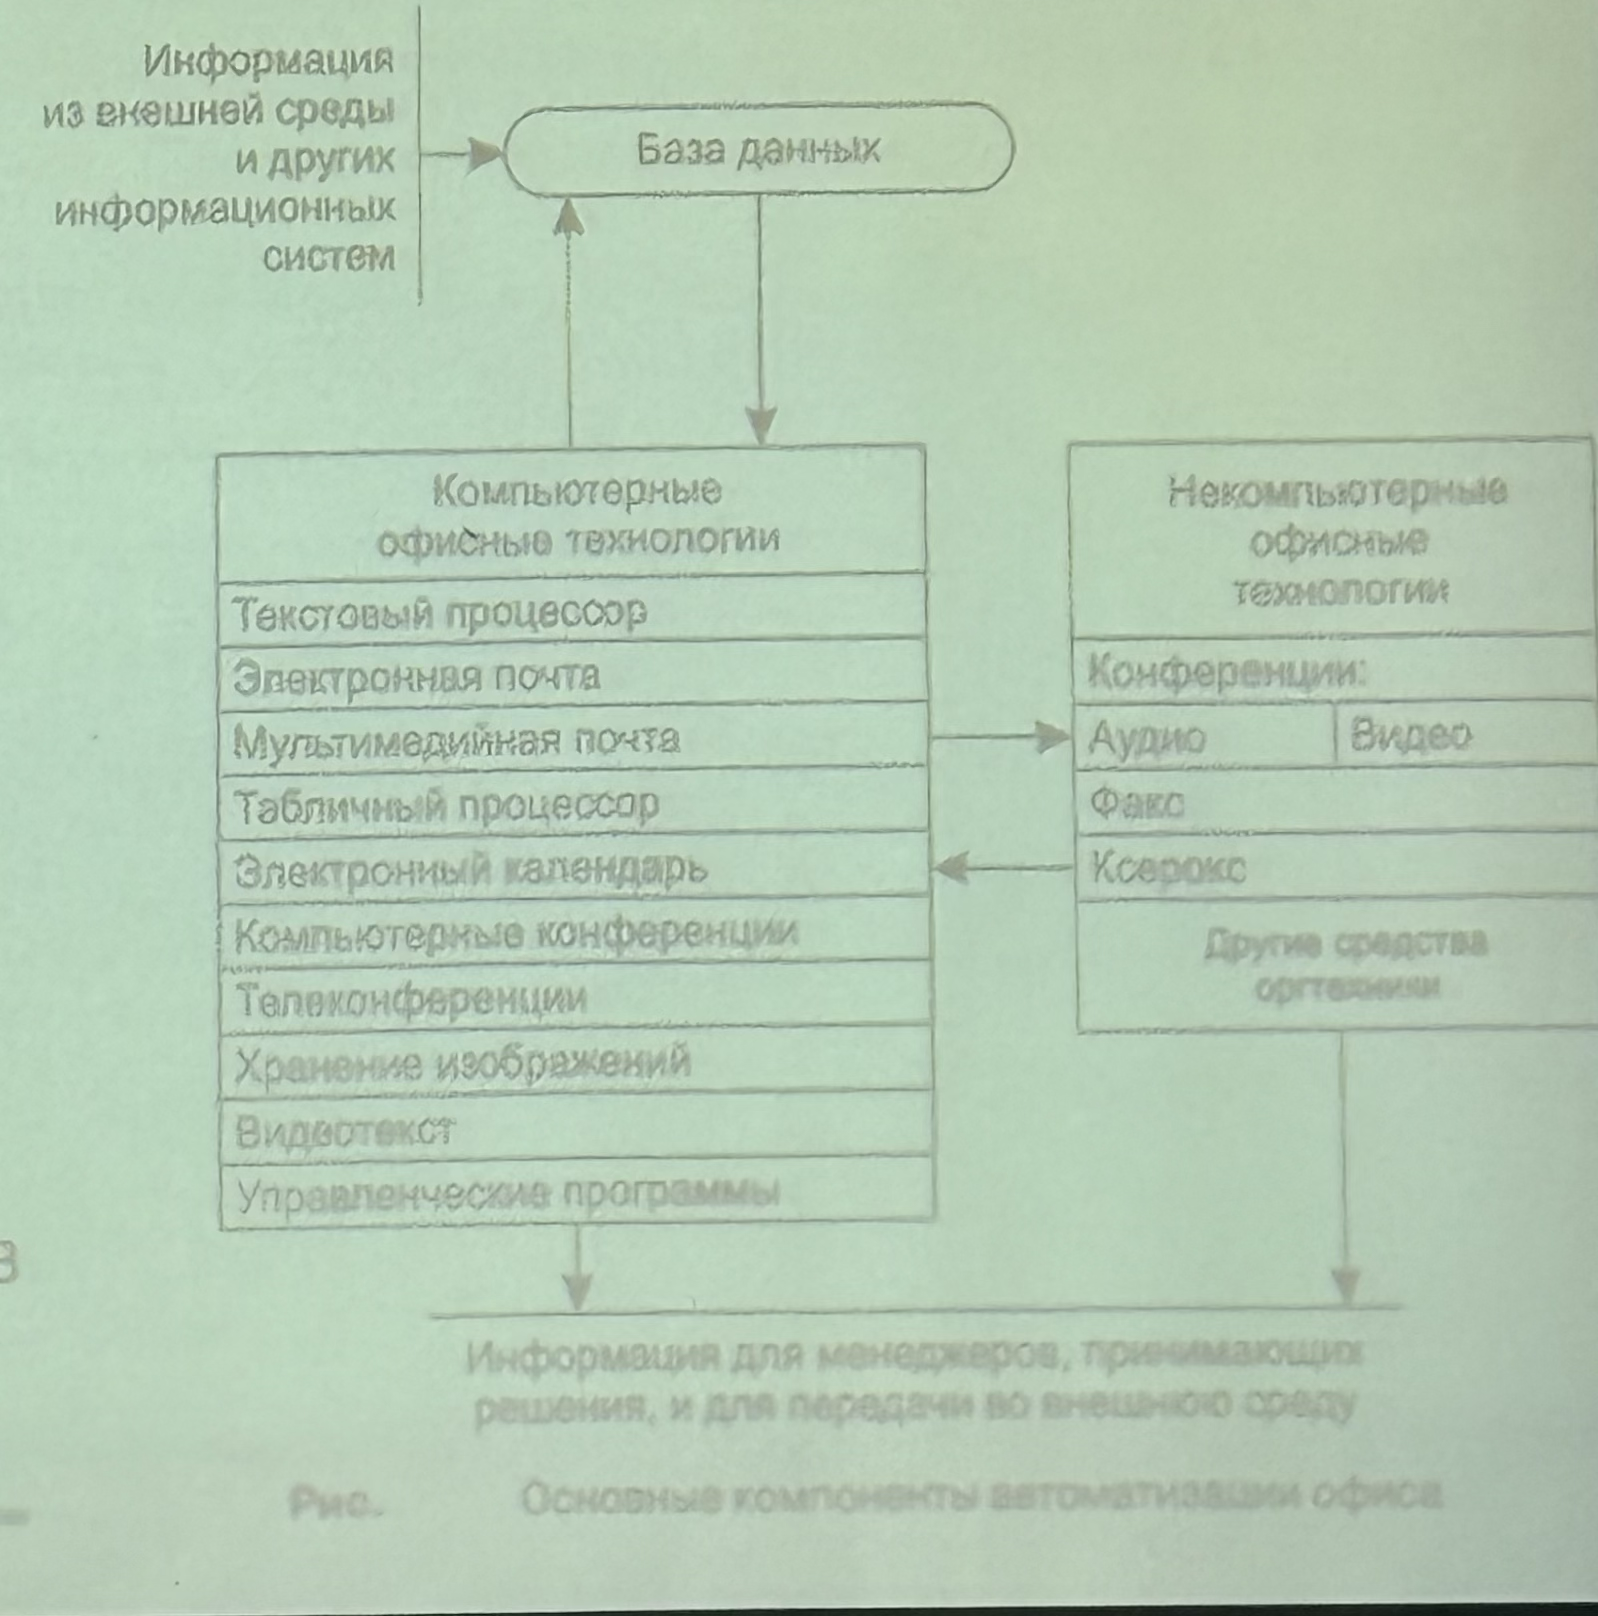 Информация
из внешней среды
и других
информационных
систем
База данных
Компьютерные
офисные технологии
Текстовый процессор
Электронная почта
Мультимедийная почта
Табличный процессор
Электронный календарь
Компьютерные конференции
Телеконференции
Хранение изображений
Видеотекст
Управленческие программы
Некомпьютерные
офисные
технологии
Конференции:
Аудио Видео
Факс
Ксерокс
Другие средства
оргтехники
В
Информация для менеджеров, принимающих
решения, и для передачи во внешнюю среду
Рис. Основные компоненты автоматизации офиса